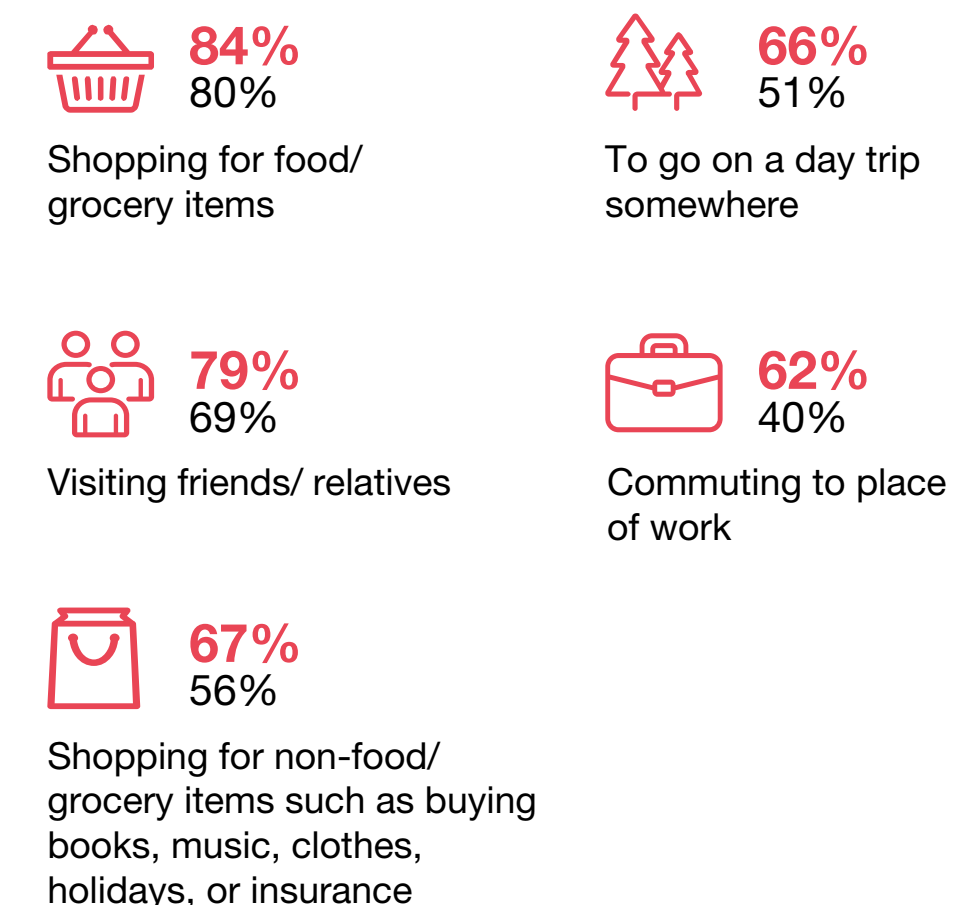 84%
80%
Shopping for food/
grocery items
66%
51%
To go on a day trip
somewhere
79%
69%
Visiting friends/ relatives
62%
40%
Commuting to place
of work
67%
56%
Shopping for non-food/
grocery items such as buying
books, music, clothes,
holidays, or insurance